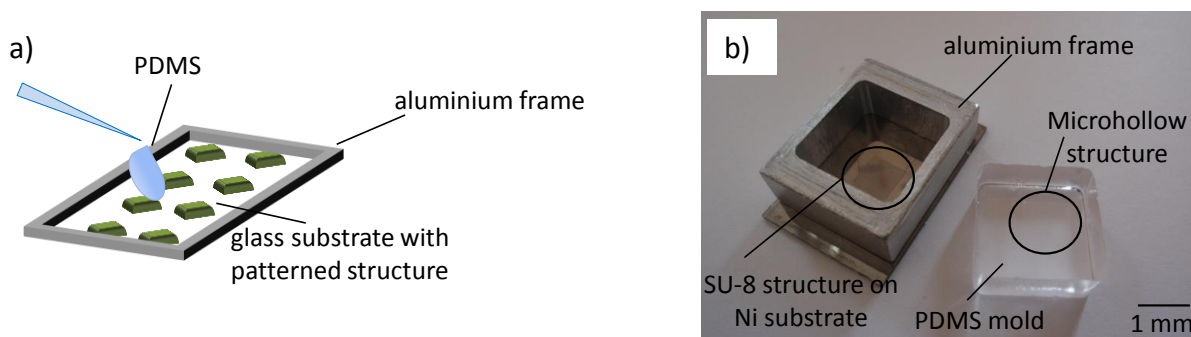 a)
PDMS
aluminium frame
glass substrate with
patterned structure
b)
aluminium frame
Microhollow
structure
SU-8 structure on
Ni substrate
PDMS mold
1 mm